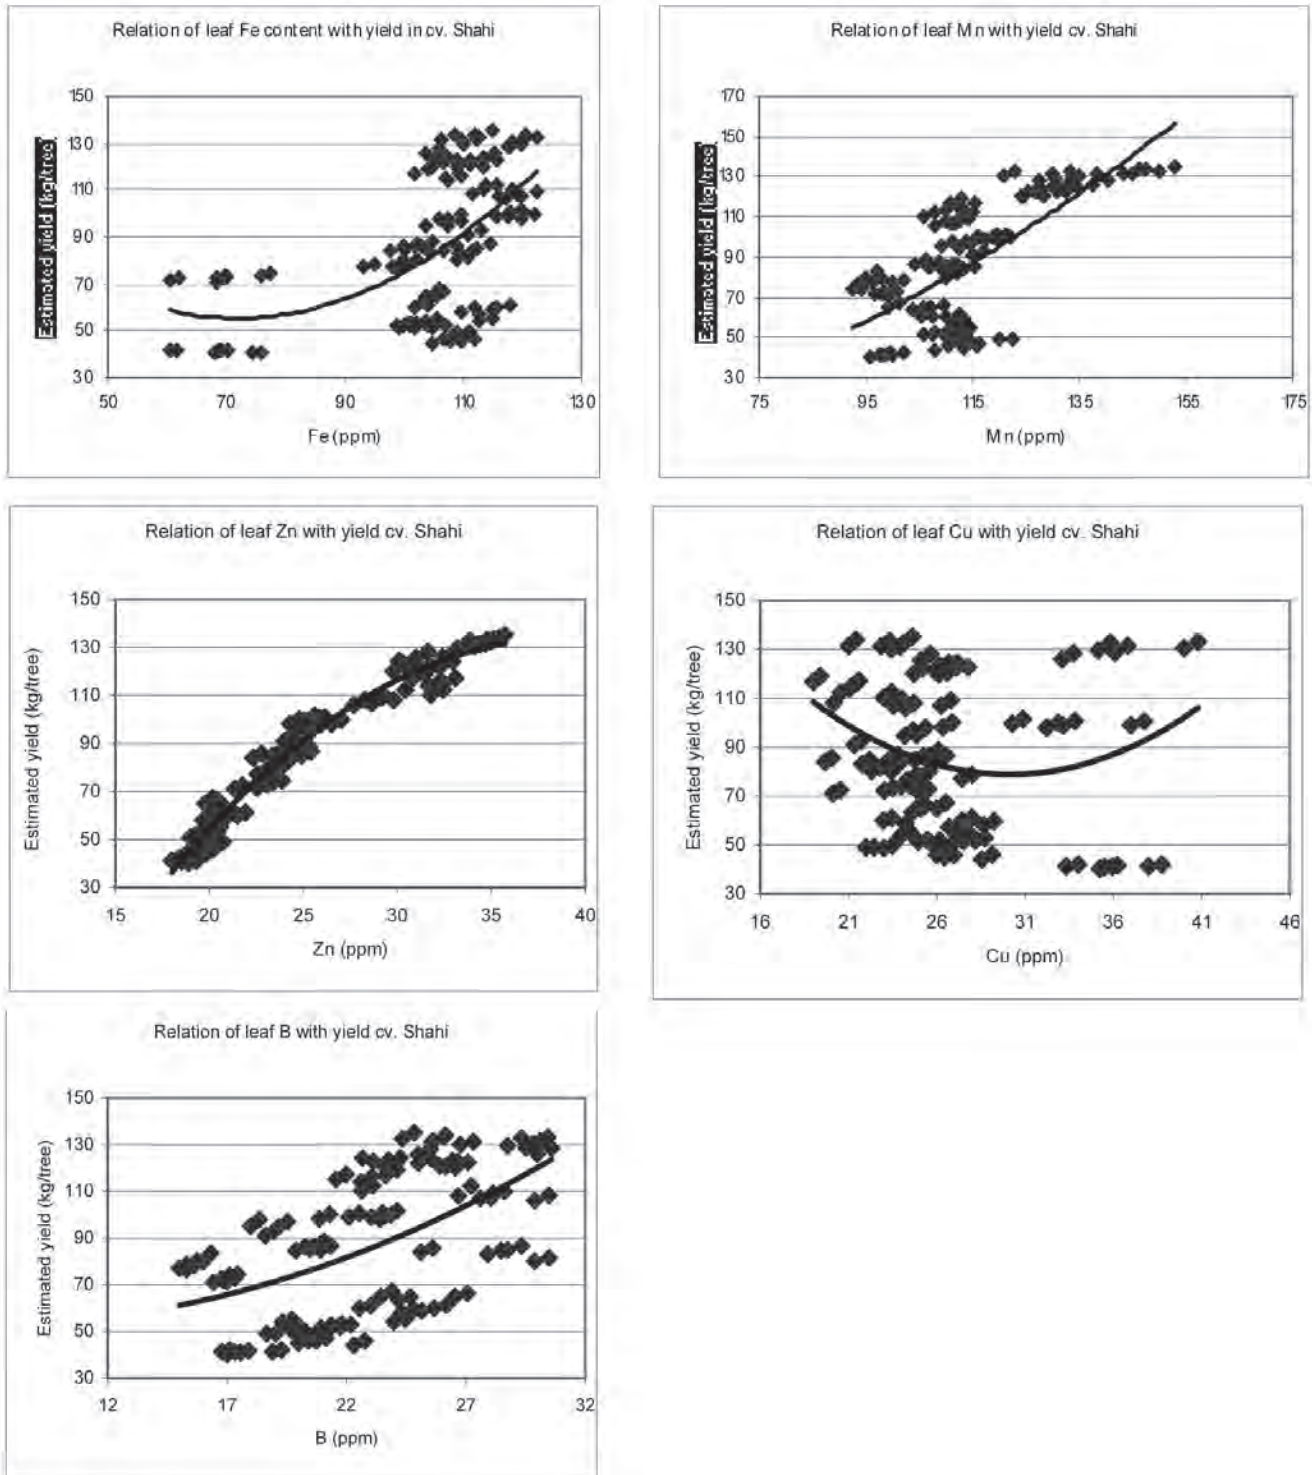 Relation of leaf Fe content with yield in cv. Shahi
150
130
110
90
70
50
30
Estimated yield (kg/tree)
50 70 90 110 130
Fe (ppm)
Relation of leaf Mn with yield cv. Shahi
170
150
130
110
90
70
50
30
Estimated yield (kg/tree)
75 95 115 135 155 175
Mn (ppm)
Relation of leaf Zn with yield cv. Shahi
150
130
110
90
70
50
30
Estimated yield (kg/tree)
15 20 25 30 35 40
Zn (ppm)
Relation of leaf Cu with yield cv. Shahi
150
130
110
90
70
50
30
Estimated yield (kg/tree)
16 21 26 31 36 41 46
Cu (ppm)
Relation of leaf B with yield cv. Shahi
150
130
110
90
70
50
30
Estimated yield (kg/tree)
12 17 22 27 32
B (ppm)